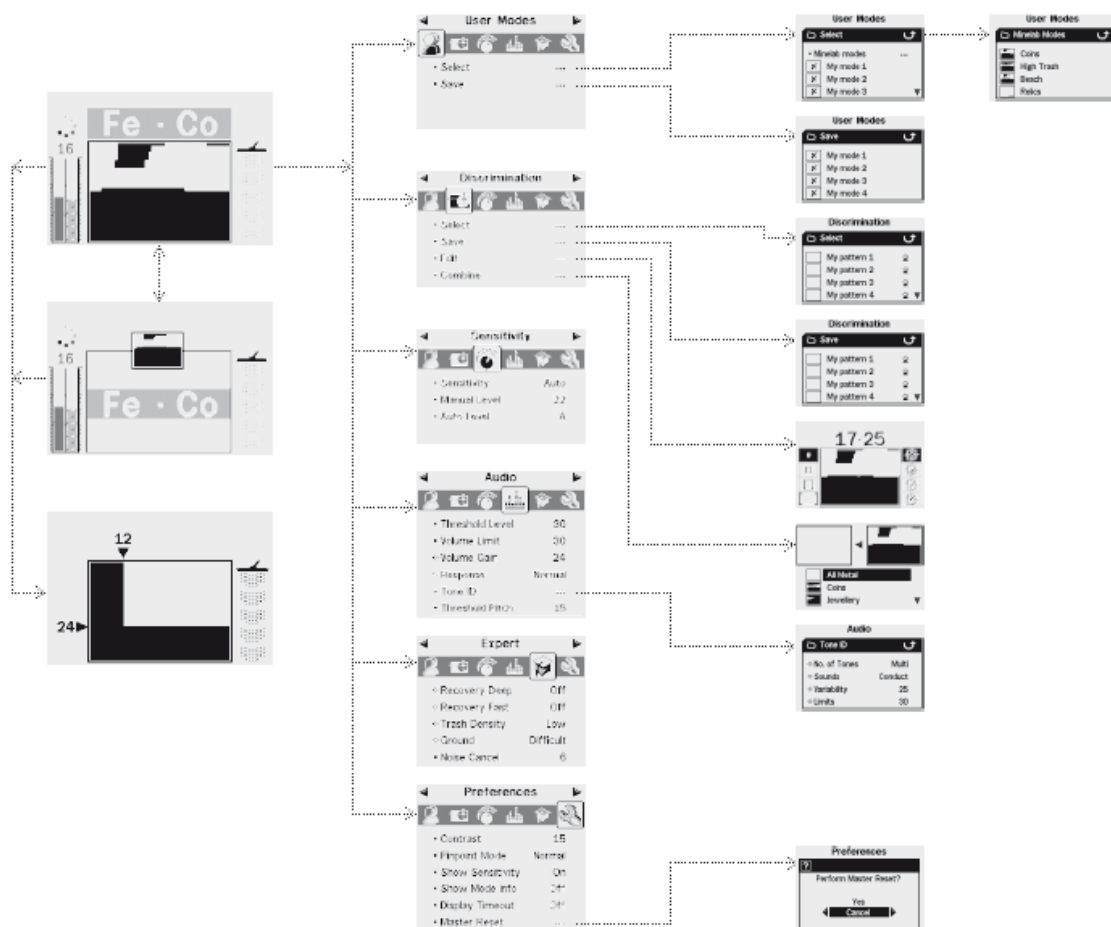 Fe · Co
16
16
Fe · Co
12
24
User Modes
• Select ...
• Save ...
Discrimination
• Select ...
• Save ...
• Edit ...
• Combine ...
Sensitivity
• Sensitivity Auto
• Manual Level 22
• Auto Level
Audio
• Threshold Level 30
• Volume Limit 30
• Volume Gain 24
• Response Normal
• Tone ID ...
• Threshold Pitch 15
Expert
• Recovery Deep Off
• Recovery Fast Off
• Trash Density Low
• Ground Difficult
• Noise Cancel 6
Preferences
• Contrast 15
• Pinpoint Mode Normal
• Show Sensitivity On
• Show Mode Info Off
• Display Timeout Off
• Master Reset ...
User Modes
Select
• Minelab modes ...
My mode 1
My mode 2
My mode 3
User Modes
Minelab Modes
Coins
High Trash
Beach
Relics
User Modes
Save
My mode 1
My mode 2
My mode 3
My mode 4
Discrimination
Select
My pattern 1
My pattern 2
My pattern 3
My pattern 4
Discrimination
Save
My pattern 1
My pattern 2
My pattern 3
My pattern 4
17·25
All Metal
Coins
Jewellery
Audio
Tone ID
No. of Tones Multi
Sounds Conduct
Variability 25
Limits 30
Preferences
?
Perform Master Reset?
Yes
Cancel